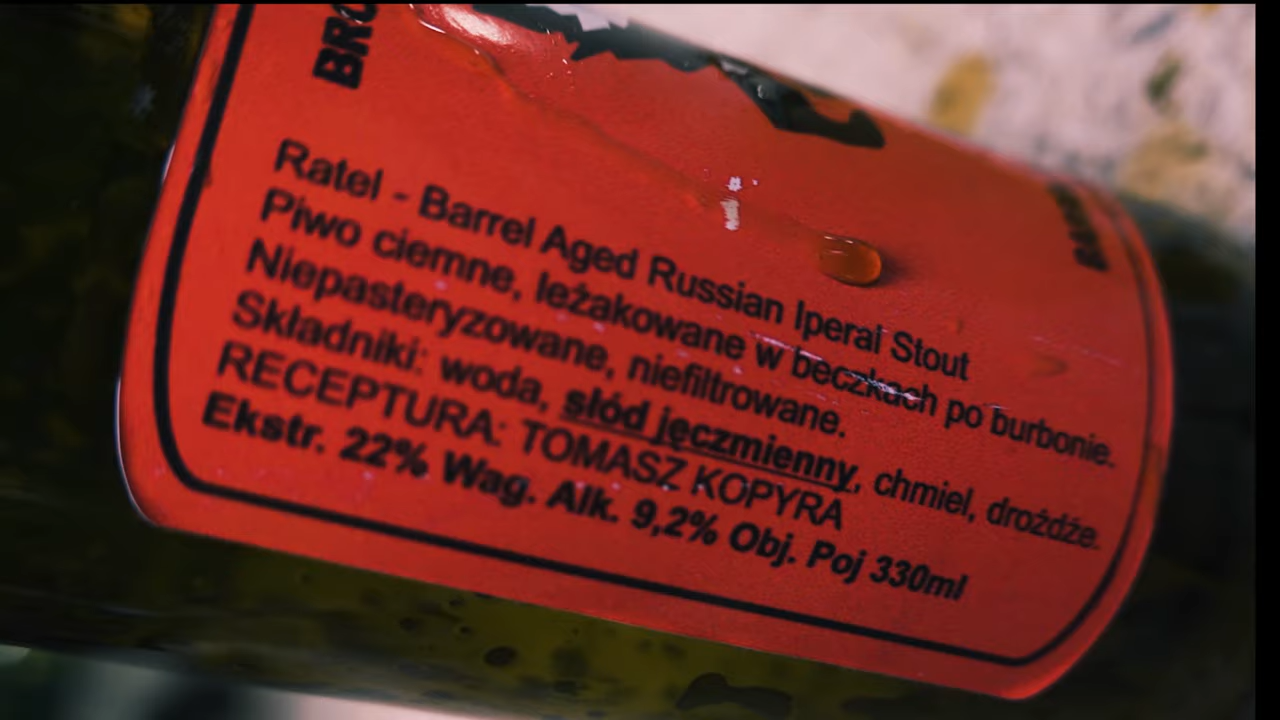 Ratel - Barrel Aged Russian Iperal Stout
Piwo ciemne, leżakowane w beczkach po burbonie.
Niepasteryzowane, niefiltrowane.
Składniki: woda, słód jęczmienny, chmiel, drożdże.
RECEPTURA: TOMASZ KOPYRA
Ekstr. 22% Wag. Alk. 9,2% Obj. Poj 330ml